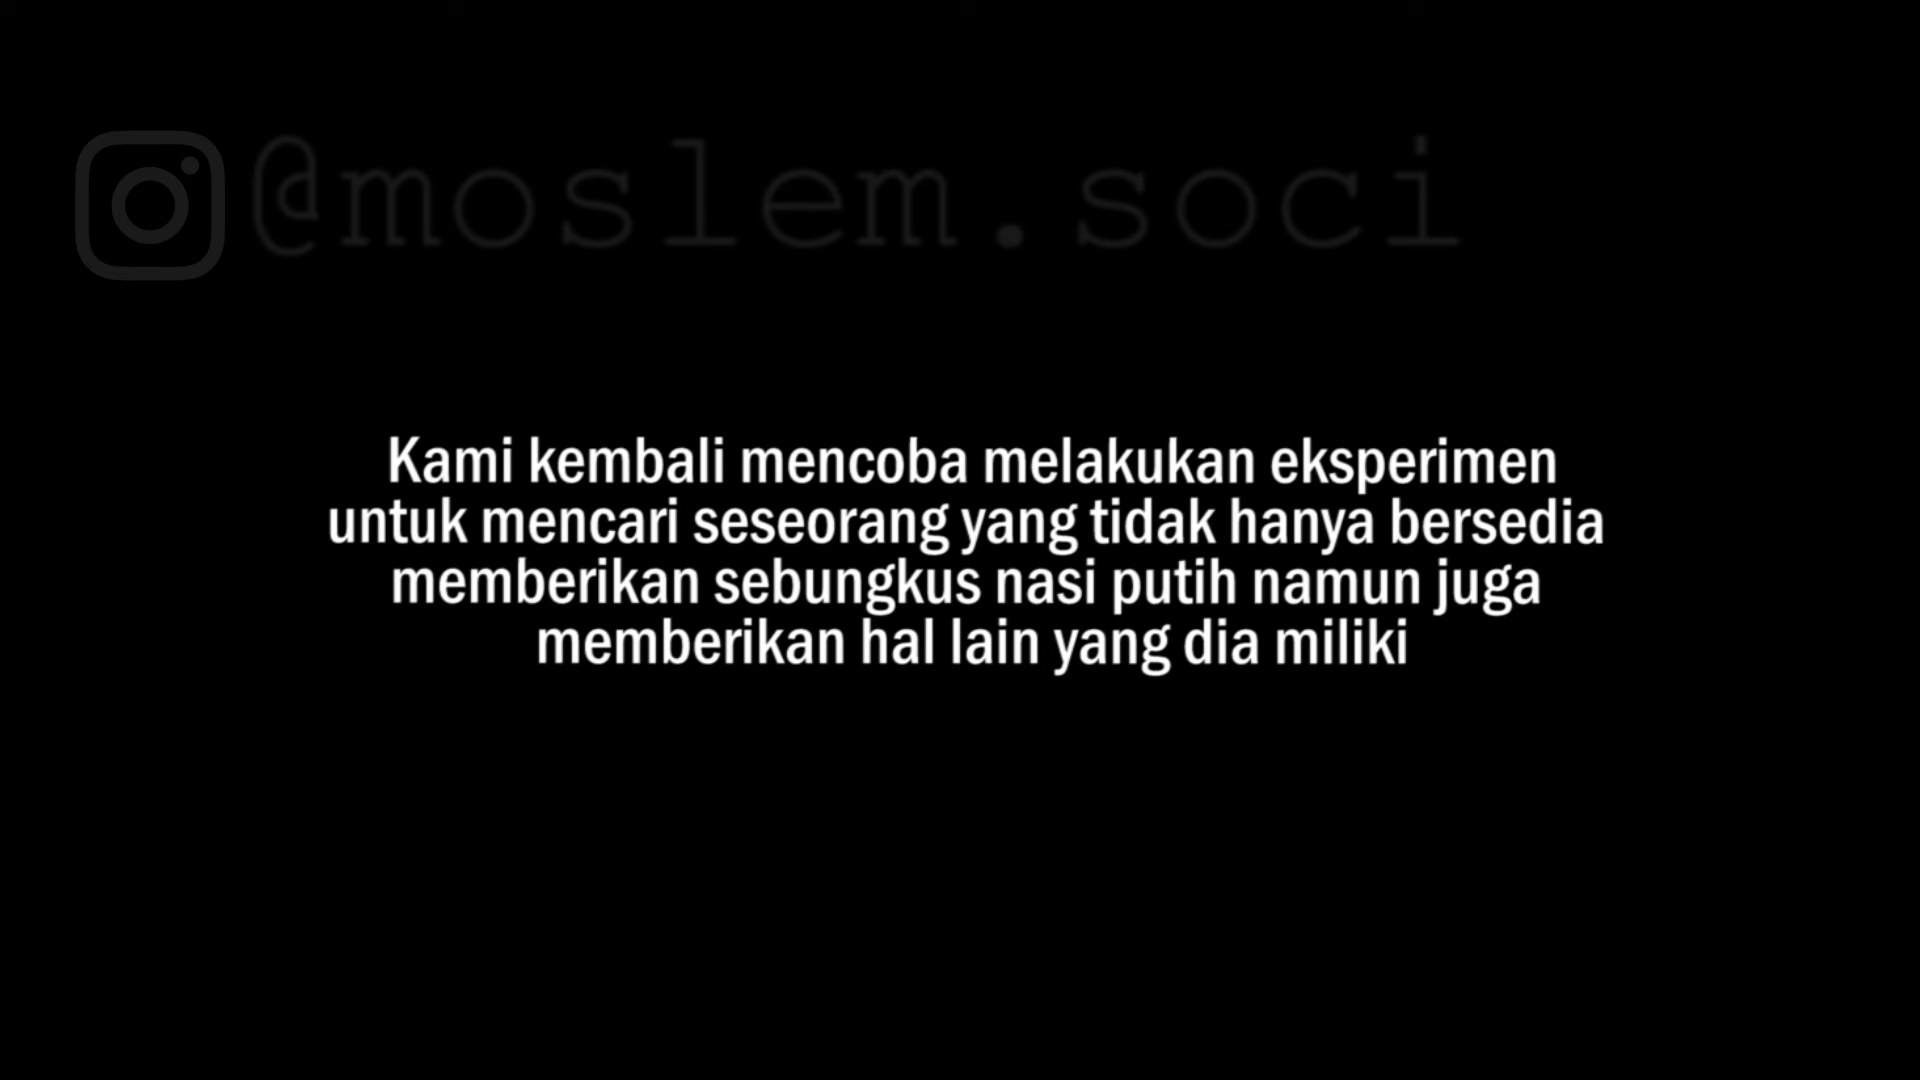 @moslem.soci
Kami kembali mencoba melakukan eksperimen
untuk mencari seseorang yang tidak hanya bersedia
memberikan sebungkus nasi putih namun juga
memberikan hal lain yang dia miliki